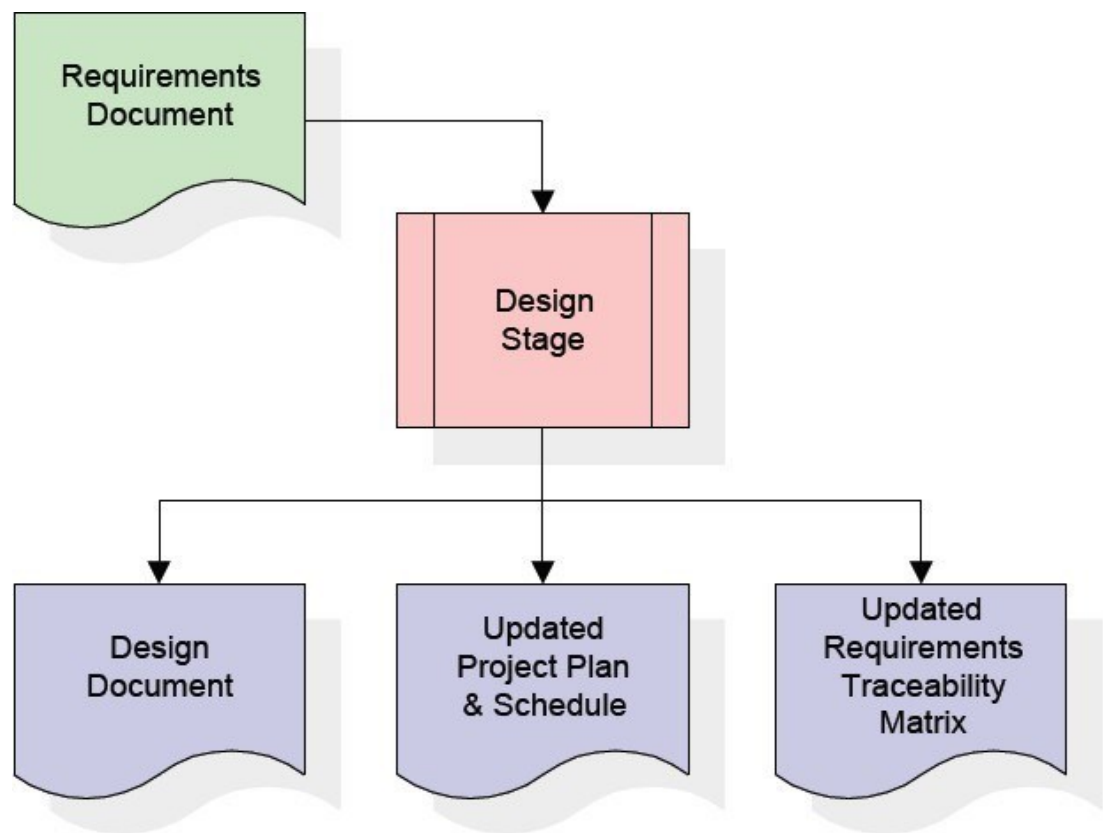 Requirements
Document
Design
Stage
Design
Document
Updated
Project Plan
& Schedule
Updated
Requirements
Traceability
Matrix